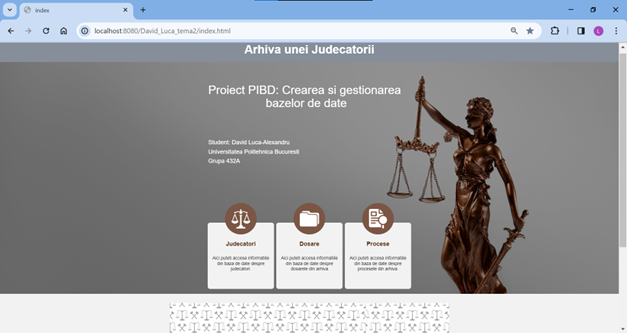 index
localhost:8080/David_Luca_tema2/index.html
L
Arhiva unei Judecatorii
Proiect PIBD: Crearea si gestionarea
bazelor de date
Student: David Luca-Alexandru
Universitatea Politehnica Bucuresti
Grupa 432A
Judecatori
Dosare
Procese
Aici puteti accesa informatiile
din baza de date despre
judecatori
Aici puteti accesa informatiile
din baza de date despre
dosarele din arhiva
Aici puteti accesa informatiile
din baza de date despre
procesele din arhiva